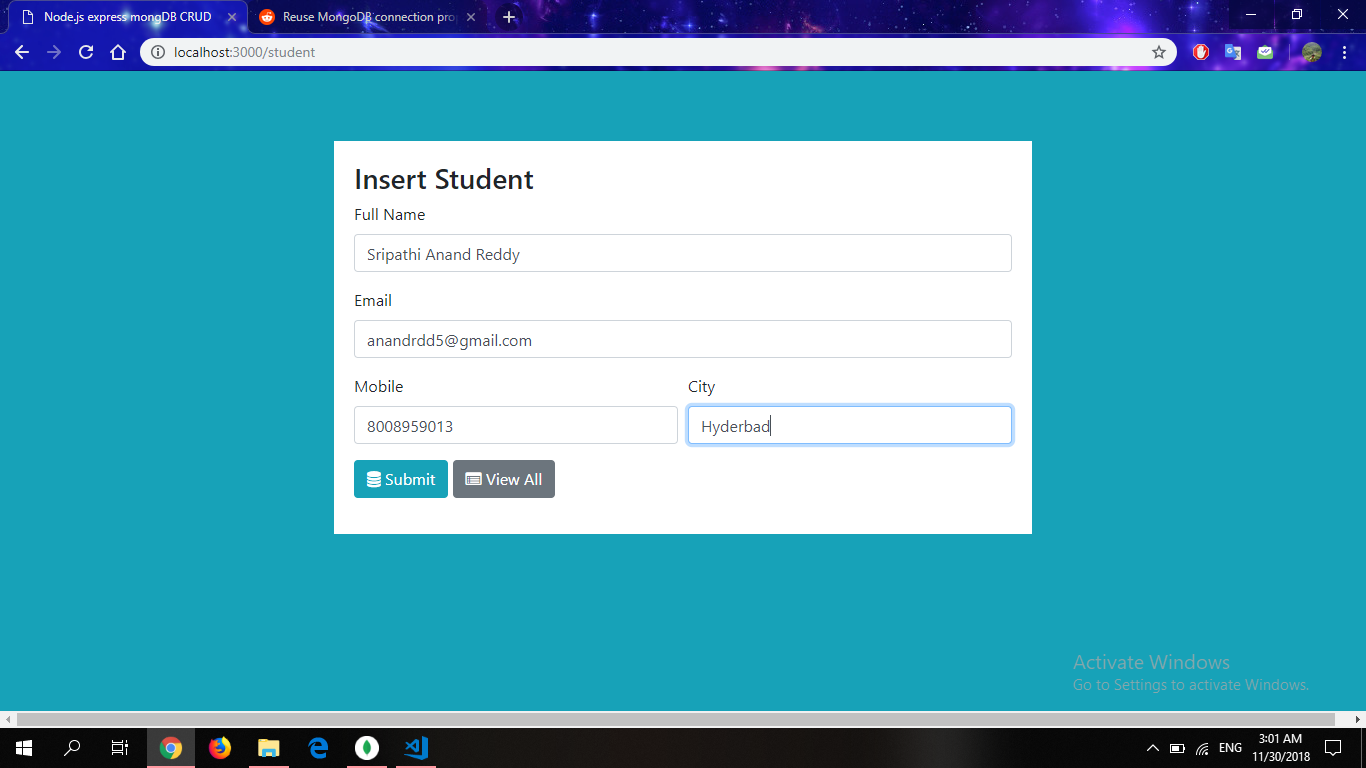 Node.js express mongDB CRUD
Reuse MongoDB connection pro
localhost:3000/student
Insert Student
Full Name
Sripathi Anand Reddy
Email
anandrdd5@gmail.com
Mobile
City
8008959013
Hyderbad
Submit
View All
Activate Windows
Go to Settings to activate Windows.
ENG
3:01 AM
11/30/2018